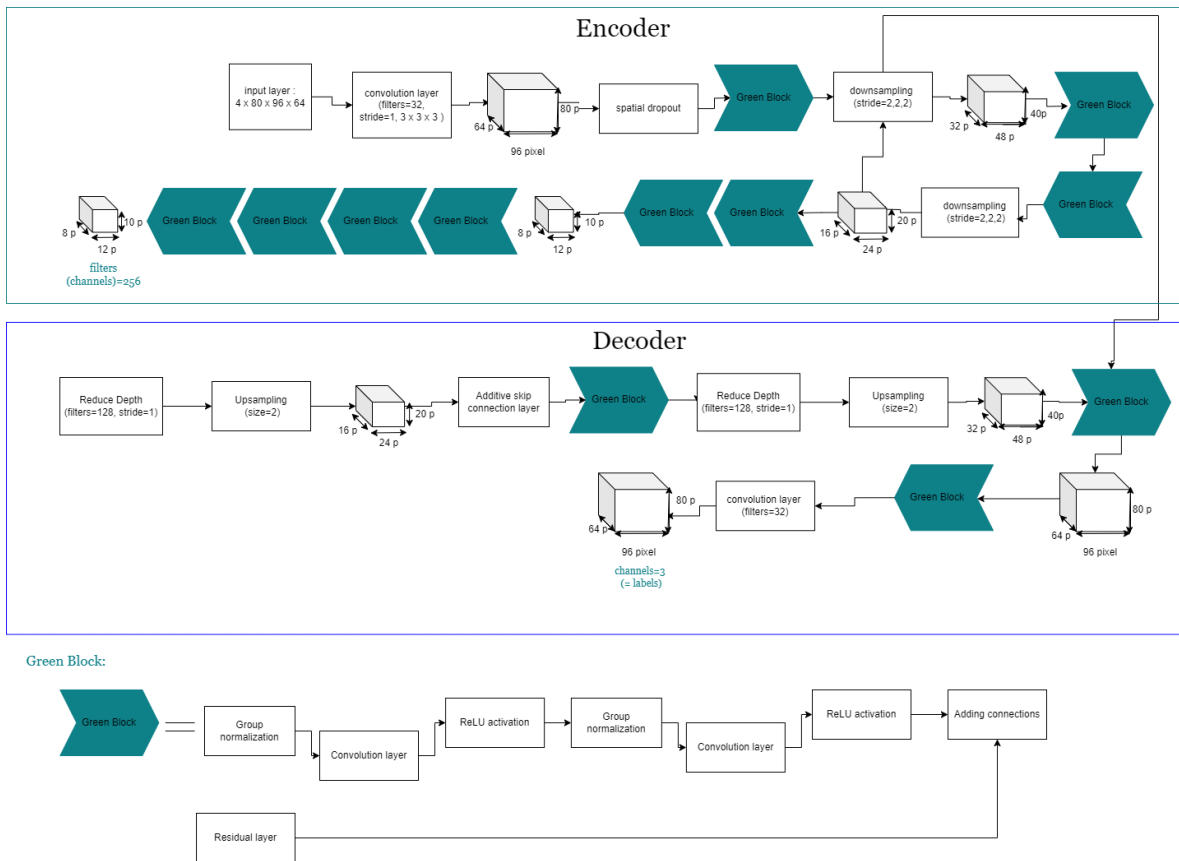 Encoder
input layer :
4 x 80 x 96 x 64
convolution layer
(filters=32,
stride=1, 3 x 3 x 3 )
64 p
80 p
96 pixel
spatial dropout
Green Block
downsampling
(stride=2,2,2)
32 p
40p
48 p
Green Block
8 p
10 p
12 p
filters
(channels)=256
Green Block
Green Block
Green Block
Green Block
8 p
10 p
12 p
Green Block
Green Block
16 p
20 p
24 p
downsampling
(stride=2,2,2)
Green Block
Decoder
Reduce Depth
(filters=128, stride=1)
Upsampling
(size=2)
16 p
20 p
24 p
Additive skip
connection layer
Green Block
Reduce Depth
(filters=128, stride=1)
Upsampling
(size=2)
32 p
40p
48 p
Green Block
64 p
80 p
96 pixel
channels=3
(= labels)
convolution layer
(filters=32)
Green Block
64 p
80 p
96 pixel
Green Block:
Green Block
Group
normalization
Convolution layer
ReLU activation
Group
normalization
Convolution layer
ReLU activation
Adding connections
Residual layer